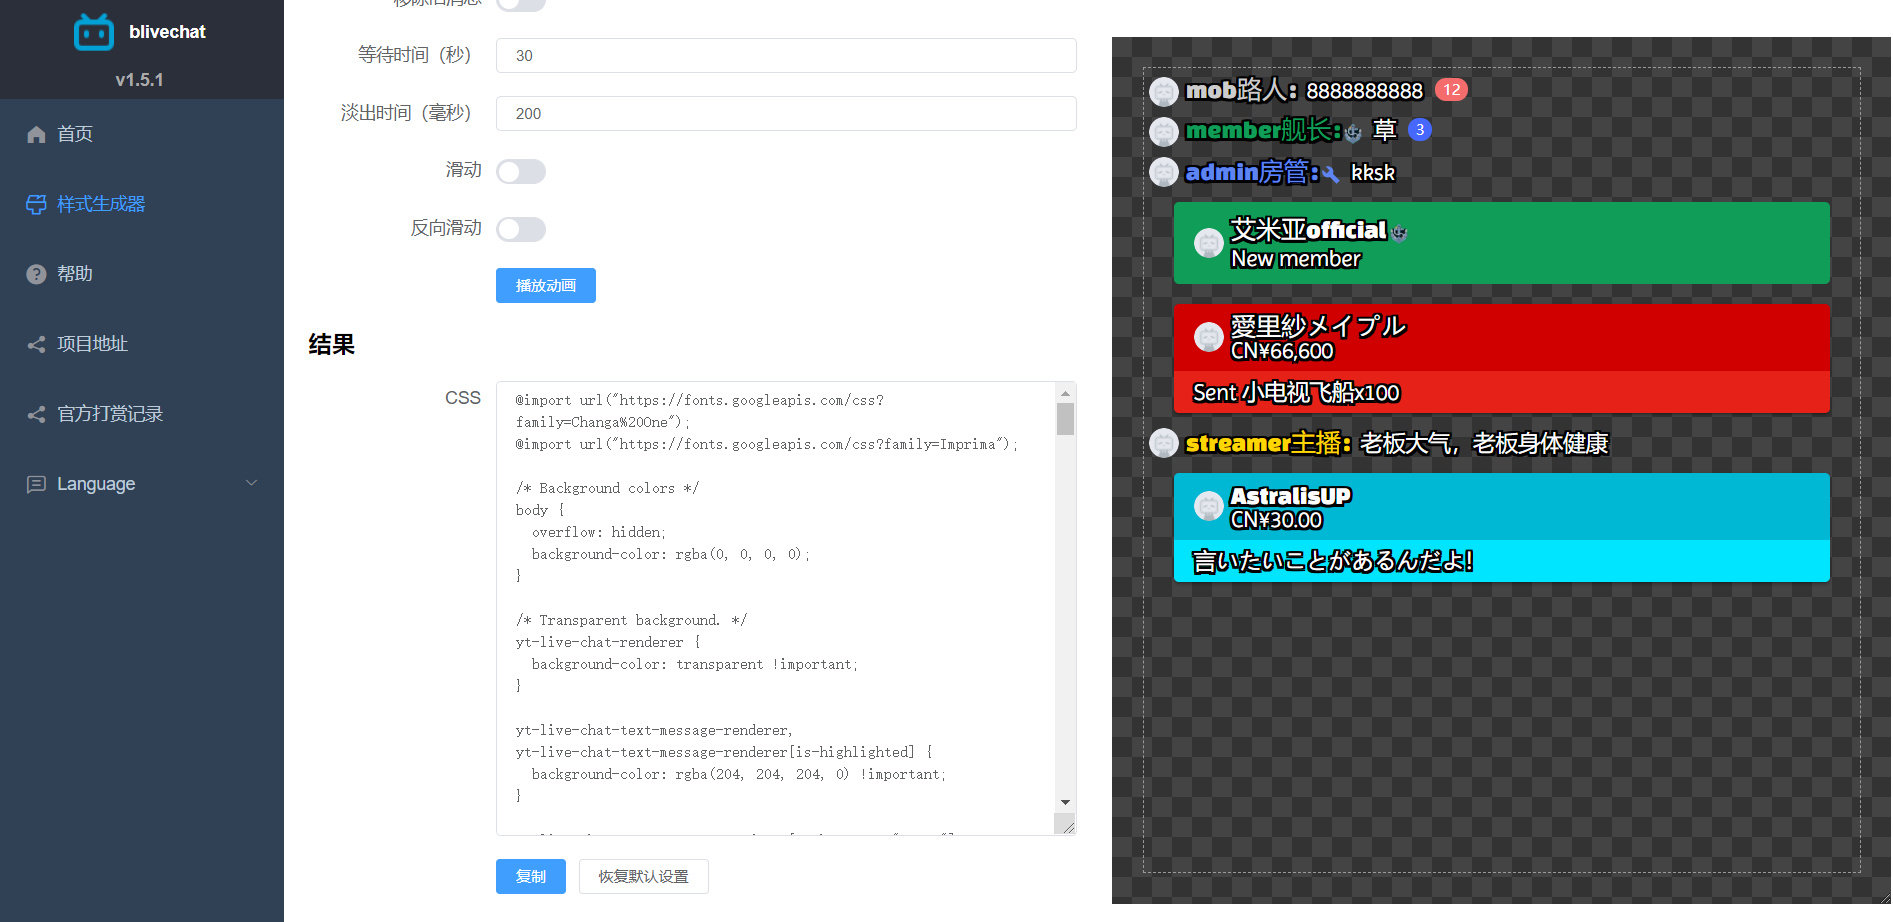 blivechat
v1.5.1
首页
样式生成器
帮助
项目地址
官方打赏记录
Language
等待时间（秒）
30
淡出时间（毫秒）
200
滑动
反向滑动
播放动画
结果
CSS
@import url("https://fonts.googleapis.com/css?
family=Changa%20One");
@import url("https://fonts.googleapis.com/css?family=Imprima");
/* Background colors */
body {
overflow: hidden;
background-color: rgba(0, 0, 0, 0);
}
/* Transparent background. */
yt-live-chat-renderer {
background-color: transparent !important;
}
yt-live-chat-text-message-renderer,
yt-live-chat-text-message-renderer[is-highlighted] {
background-color: rgba(204, 204, 204, 0) !important;
}
复制
恢复默认设置
mob路人: 8888888888 12
member舰长: 草 3
admin房管: kksk
艾米亚official
New member
愛里紗メイプル
CN¥66,600
Sent 小电视飞船x100
streamer主播: 老板大气，老板身体健康
AstralisUP
CN¥30.00
言いたいことがあるんだよ！